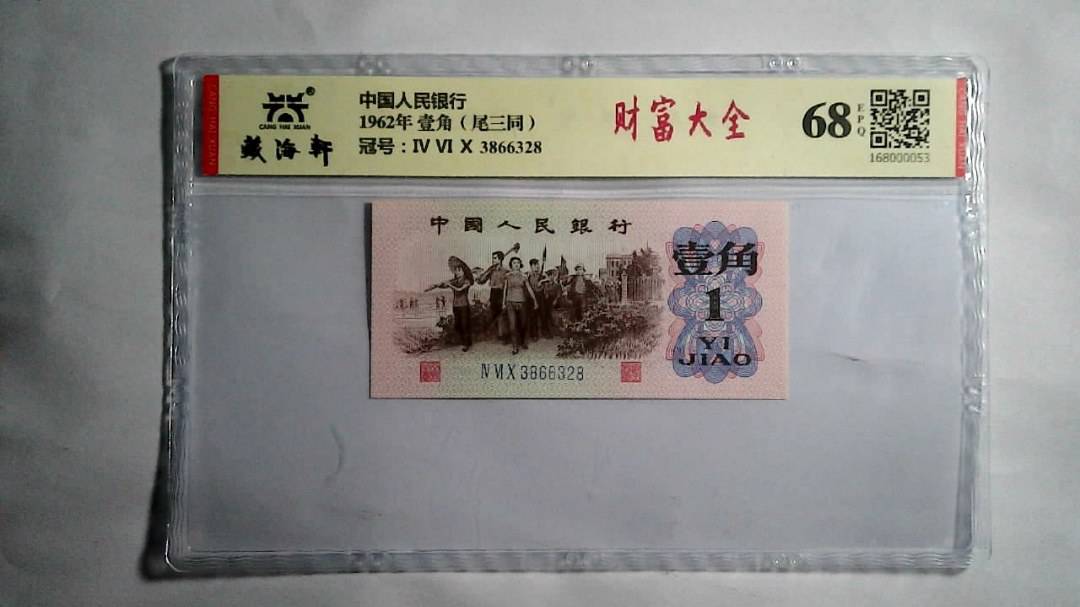 CANG HAI XUAN
藏海轩
中国人民银行
1962年 壹角（尾三同）
冠号：IV VI X 3866328
财富大全
68 EPQ
168000053
中國人民銀行
壹角
1
YI
JIAO
IV VI X 3866328